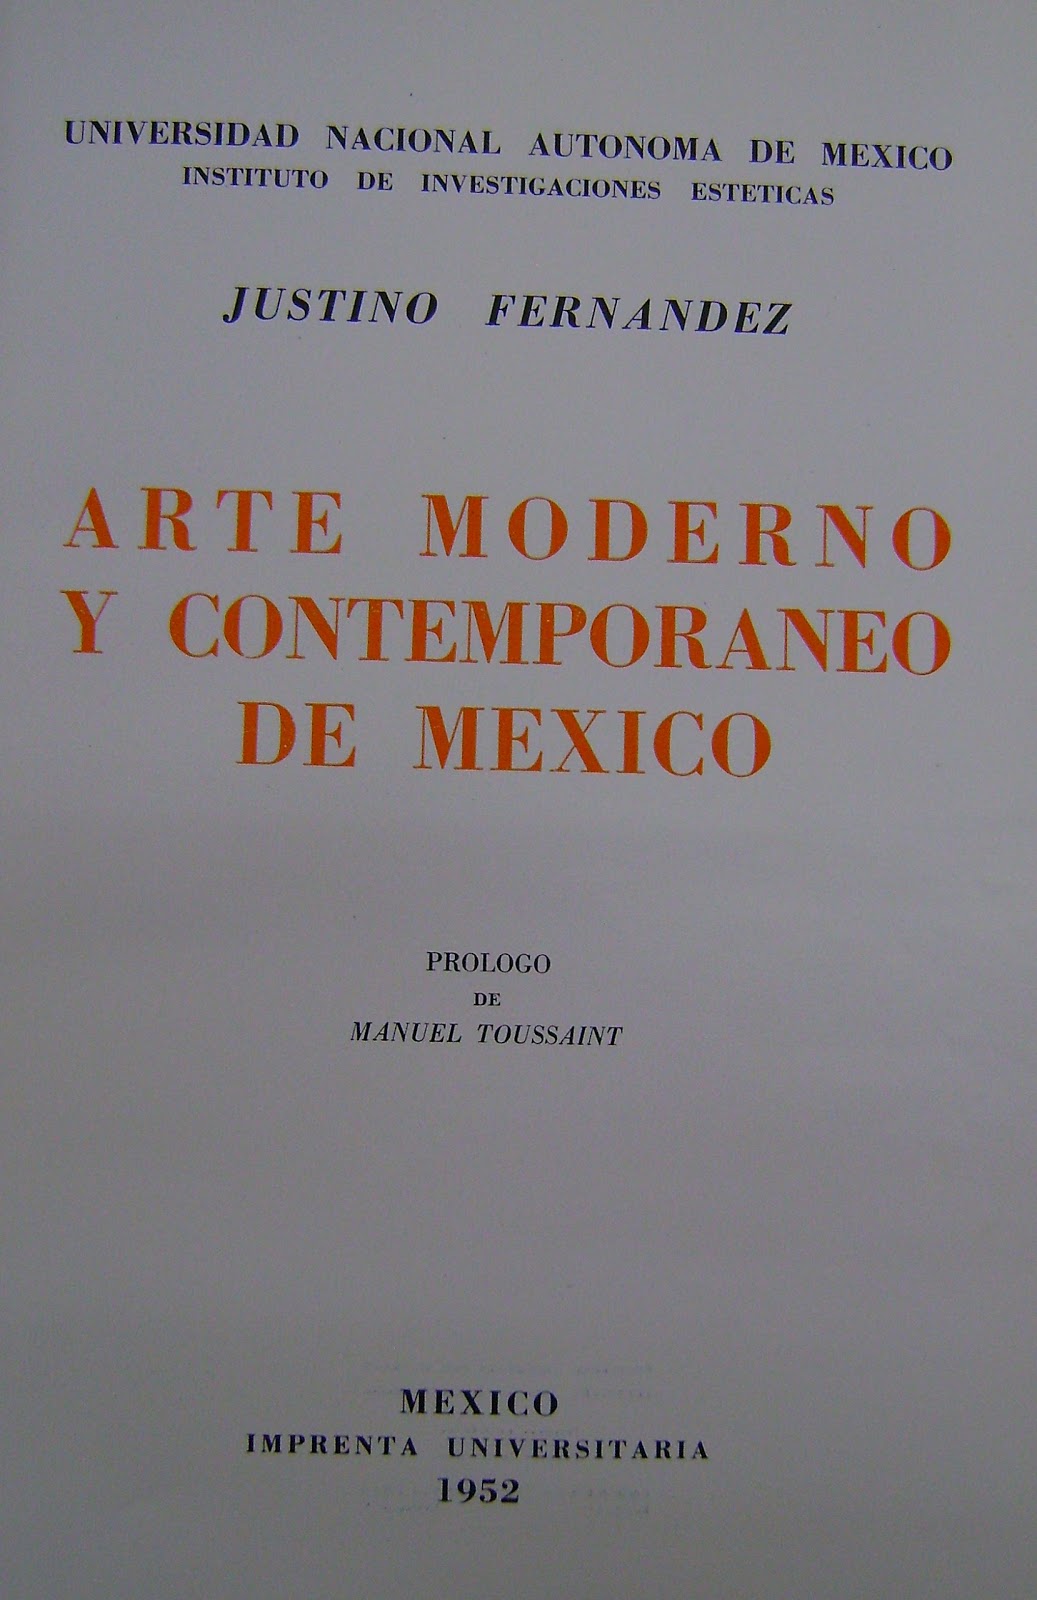 UNIVERSIDAD NACIONAL AUTONOMA DE MEXICO
INSTITUTO DE INVESTIGACIONES ESTETICAS
JUSTINO FERNANDEZ
ARTE MODERNO
Y CONTEMPORANEO
DE MEXICO
PROLOGO
DE
MANUEL TOUSSAINT
MEXICO
IMPRENTA UNIVERSITARIA
1952